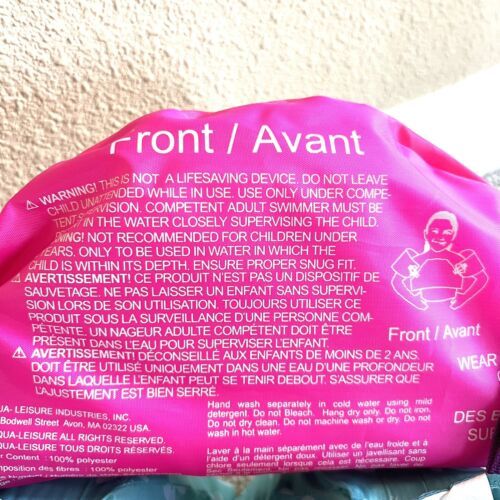 Front / Avant
⚠ WARNING! THIS IS NOT A LIFESAVING DEVICE. DO NOT LEAVE
CHILD UNATTENDED WHILE IN USE. USE ONLY UNDER COMPE-
TENT SUPERVISION. COMPETENT ADULT SWIMMER MUST BE
IN THE WATER CLOSELY SUPERVISING THE CHILD.
NOT RECOMMENDED FOR CHILDREN UNDER
ONLY TO BE USED IN WATER IN WHICH THE
CHILD IS WITHIN ITS DEPTH. ENSURE PROPER SNUG FIT.
AVERTISSEMENT! CE PRODUIT N'EST PAS UN DISPOSITIF DE
SAUVETAGE. NE PAS LAISSER UN ENFANT SANS SUPERVI-
SION LORS DE SON UTILISATION. TOUJOURS UTILISER CE
PRODUIT SOUS LA SURVEILLANCE D'UNE PERSONNE COM-
PÉTENTE. UN NAGEUR ADULTE COMPÉTENT DOIT ÊTRE
PRÉSENT DANS L'EAU POUR SUPERVISER L'ENFANT.
⚠ AVERTISSEMENT! DÉCONSEILLÉ AUX ENFANTS DE MOINS DE 2 ANS.
DOIT ÊTRE UTILISÉ UNIQUEMENT DANS UNE EAU D'UNE PROFONDEUR
DANS LAQUELLE L'ENFANT PEUT SE TENIR DEBOUT. S'ASSURER QUE
L'AJUSTEMENT EST BIEN SERRÉ.
Front / Avant
WEAR
DES E
SUP
UA- LEISURE INDUSTRIES, INC.
Bodwell Street Avon, MA 02322 USA.
QUA-LEISURE ALL RIGHTS RESERVED.
QUA-LEISURE TOUS DROITS RÉSERVÉS.
r Content : 100% polyester
mposition des fibres : 100% polyester
Hand wash separately in cold water using mild
detergent. Do not Bleach. Hang dry only. Do not iron.
Do not dry clean. Do not machine wash or dry. Do not
wash in hot water.
Laver à la main séparément avec de l'eau froide et à
l'aide d'un détergent doux. Utiliser un javellisant sans
chlore seulement lorsque cela est nécessaire. Coup